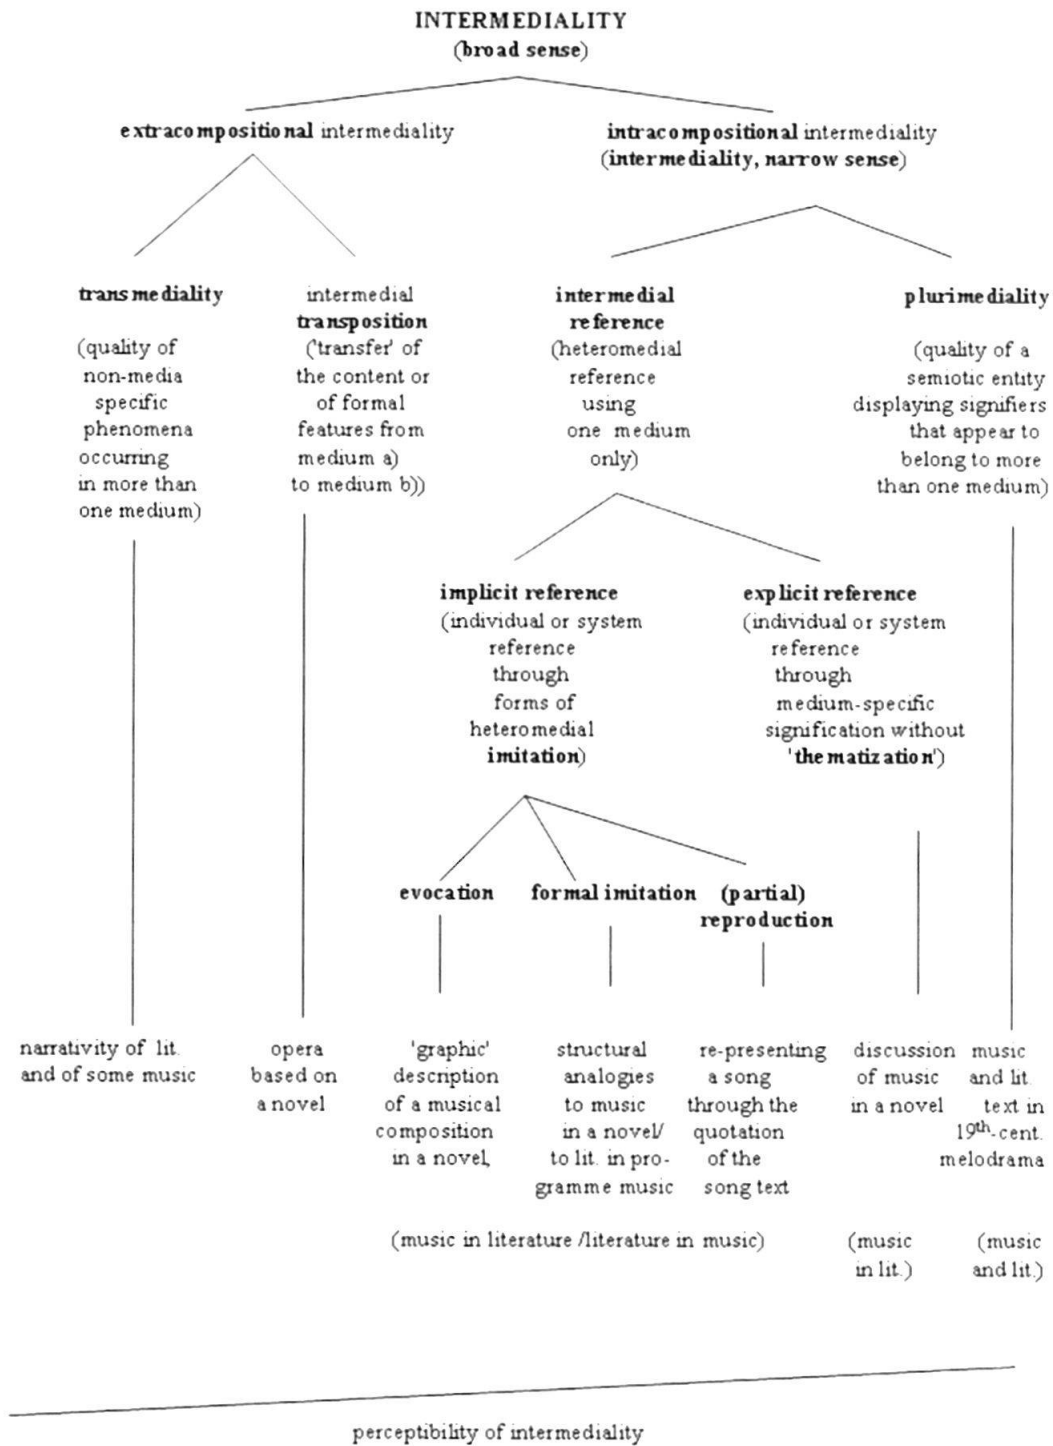 INTERMEDIALITY
(broad sense)
extracompositional intermediality
intracompositional intermediality
(intermediality, narrow sense)
transmediality
(quality of
non-media
specific
phenomena
occurring
in more than
one medium)
intermedial
transposition
('transfer' of
the content or
of formal
features from
medium a)
to medium b))
intermedial
reference
(heteromedial
reference
using
one medium
only)
plurimediality
(quality of a
semiotic entity
displaying signifiers
that appear to
belong to more
than one medium)
implicit reference
(individual or system
reference
through
forms of
heteromedial
imitation)
explicit reference
(individual or system
reference
through
medium-specific
signification without
'thematization')
evocation
formal imitation
(partial)
reproduction
narrativity of lit.
and of some music
opera
based on
a novel
'graphic'
description
of a musical
composition
in a novel,
structural
analogies
to music
in a novel/
to lit. in pro-
gramme music
re-presenting
a song
through the
quotation
of the
song text
discussion
of music
in a novel
music
and lit.
text in
19th-cent.
melodrama
(music in literature /literature in music)
(music
in lit.)
(music
and lit.)
perceptibility of intermediality